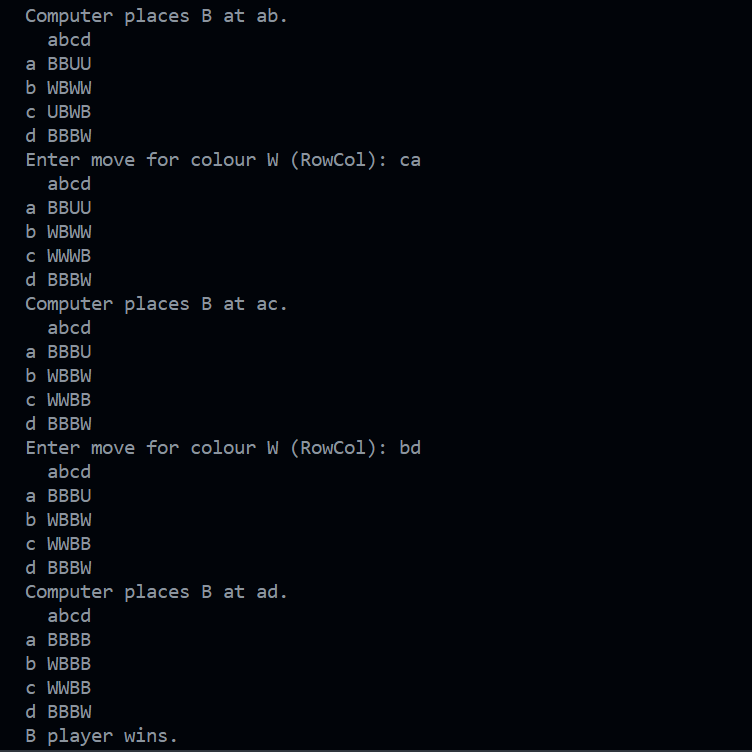 Computer places B at ab.
  abcd
a BBUU
b WBWW
c UBWB
d BBBW
Enter move for colour W (RowCol): ca
  abcd
a BBUU
b WBWW
c WWWB
d BBBW
Computer places B at ac.
  abcd
a BBBU
b WBBW
c WWBB
d BBBW
Enter move for colour W (RowCol): bd
  abcd
a BBBU
b WBBW
c WWBB
d BBBW
Computer places B at ad.
  abcd
a BBBB
b WBBB
c WWBB
d BBBW
B player wins.